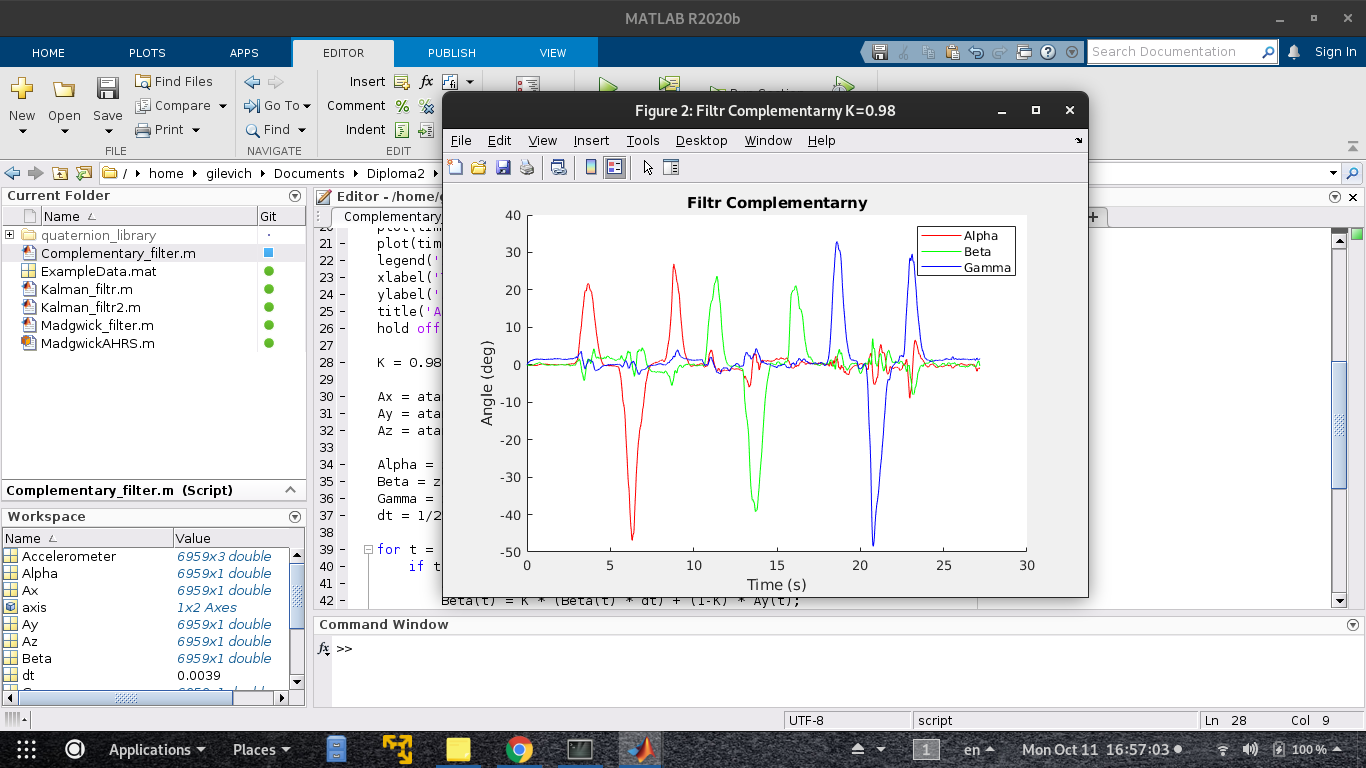 MATLAB R2020b
HOME PLOTS APPS EDITOR PUBLISH VIEW
Search Documentation Sign In
New Open Save
Find Files
Compare
Print
FILE
Go To
Find
NAVIGATE
Insert fx
Comment %
Indent
EDIT
/ home gilevich Documents Diploma2
Current Folder
Name Git
quaternion_library
Complementary_filter.m
ExampleData.mat
Kalman_filtr.m
Kalman_filtr2.m
Madgwick_filter.m
MadgwickAHRS.m
Complementary_filter.m (Script)
Workspace
Name Value
Accelerometer 6959x3 double
Alpha 6959x1 double
Ax 6959x1 double
axis 1x2 Axes
Ay 6959x1 double
Az 6959x1 double
Beta 6959x1 double
dt 0.0039
Editor - /home/
Complementary
+
21 - plot(tim
22 - legend('
23 - xlabel('
24 - ylabel('
25 - title('A
26 - hold off
27
28 - K = 0.98
29
30 - Ax = ata
31 - Ay = ata
32 - Az = ata
33
34 - Alpha =
35 - Beta = z
36 - Gamma =
37 - dt = 1/2
38
39 - for t =
40 - if t
41 -
42 - Beta(t) = K * (Beta(t) * dt) + (1-K) * Ay(t);
Figure 2: Filtr Complementarny K=0.98
File Edit View Insert Tools Desktop Window Help
Filtr Complementarny
Alpha
Beta
Gamma
40
30
20
10
0
-10
-20
-30
-40
-50
Angle (deg)
0 5 10 15 20 25 30
Time (s)
Command Window
fx >>
UTF-8 script Ln 28 Col 9
Applications Places 1 en Mon Oct 11 16:57:03 100 %